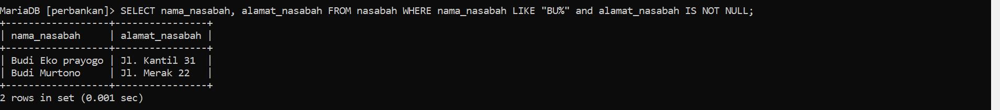 MariaDB [perbankan]> SELECT nama_nasabah, alamat_nasabah FROM nasabah WHERE nama_nasabah LIKE "BU%" and alamat_nasabah IS NOT NULL;
+------------------+----------------+
| nama_nasabah     | alamat_nasabah |
+------------------+----------------+
| Budi Eko prayogo | Jl. Kantil 31  |
| Budi Murtono     | Jl. Merak 22   |
+------------------+----------------+
2 rows in set (0.001 sec)